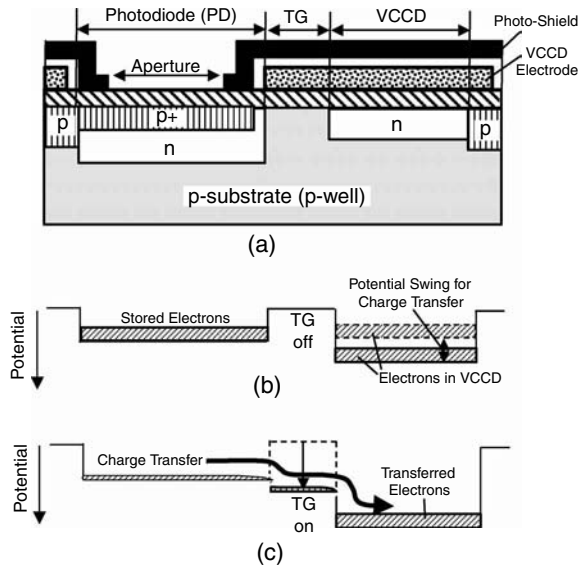 Photodiode (PD)
TG
VCCD
Photo-Shield
VCCD
Electrode
Aperture
p
p+
n
n
p
p-substrate (p-well)
(a)
Potential
Stored Electrons
TG
off
Potential Swing for
Charge Transfer
Electrons in VCCD
(b)
Potential
Charge Transfer
TG
on
Transferred
Electrons
(c)